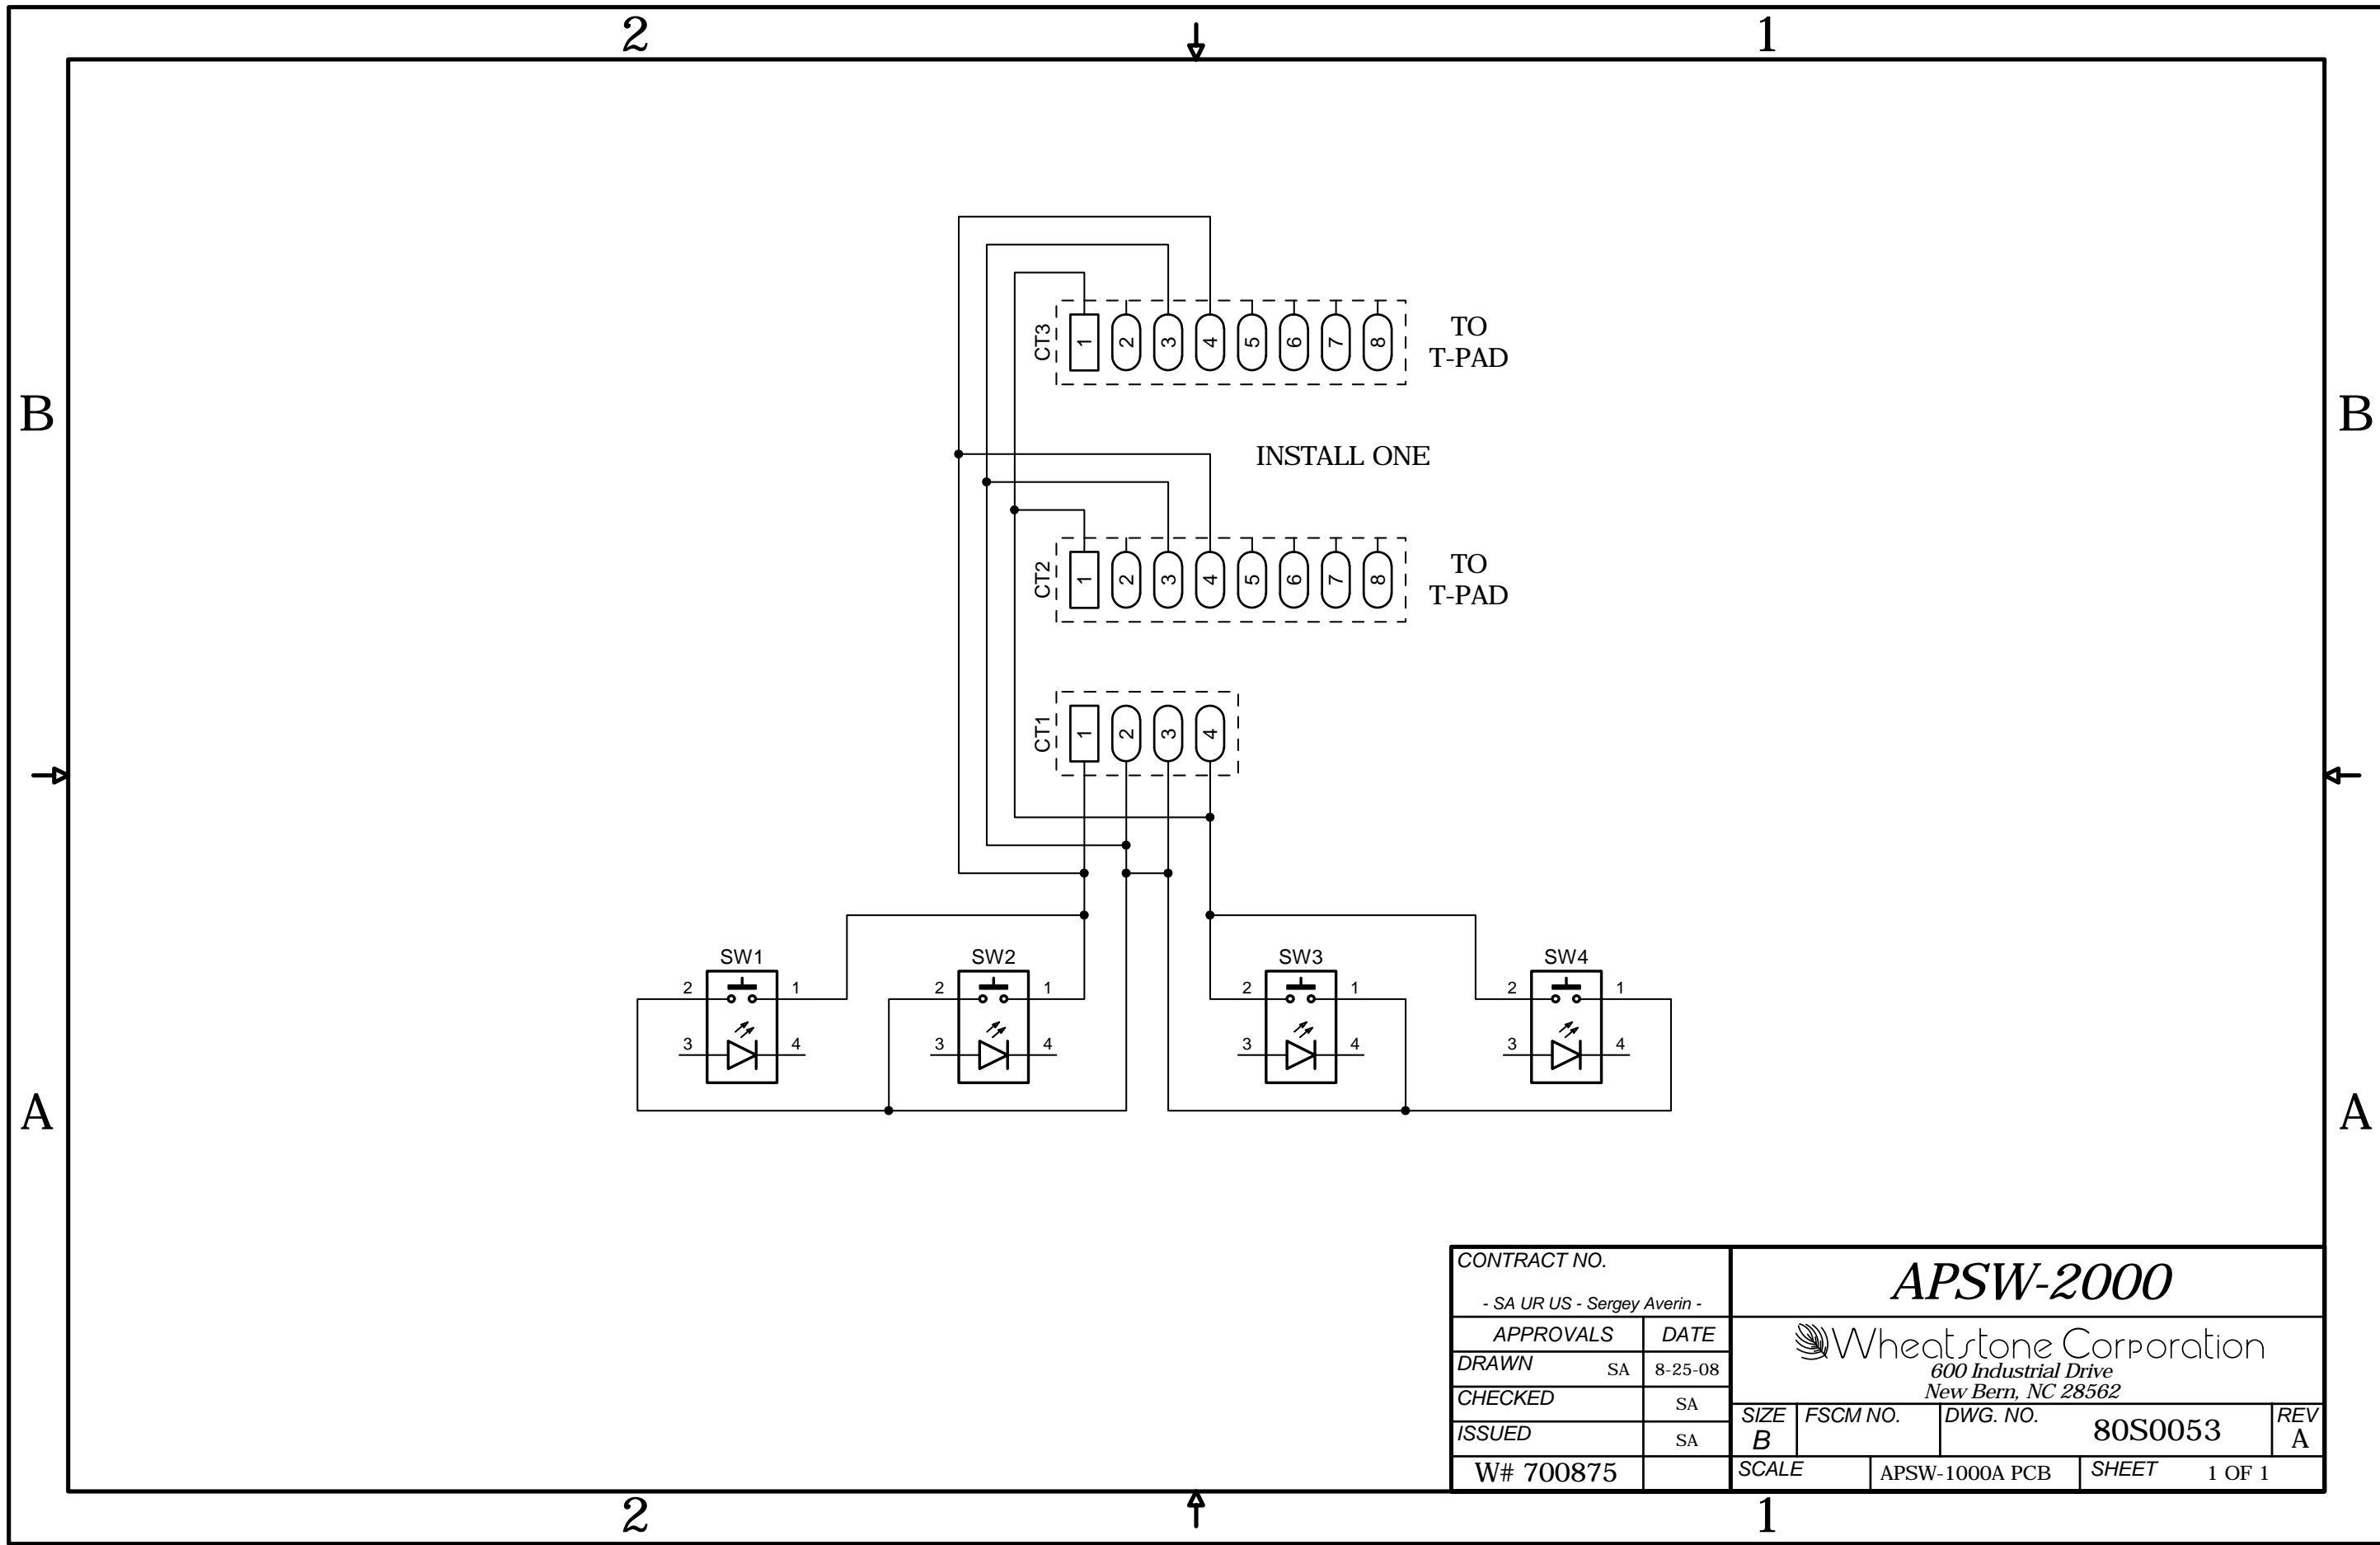 2 1
CT3 1 2 3 4 5 6 7 8
TO
T-PAD
B B
INSTALL ONE
CT2 1 2 3 4 5 6 7 8
TO
T-PAD
CT1 1 2 3 4
SW1 SW2 SW3 SW4
2 1 2 1 2 1 2 1
3 4 3 4 3 4 3 4
A A
CONTRACT NO.
- SA UR US - Sergey Averin -
APPROVALS DATE
DRAWN SA 8-25-08
CHECKED SA
ISSUED SA
W# 700875
APSW-2000
Wheatstone Corporation
600 Industrial Drive
New Bern, NC 28562
SIZE B FSCM NO. DWG. NO. 80S0053 REV A
SCALE APSW-1000A PCB SHEET 1 OF 1
2 1